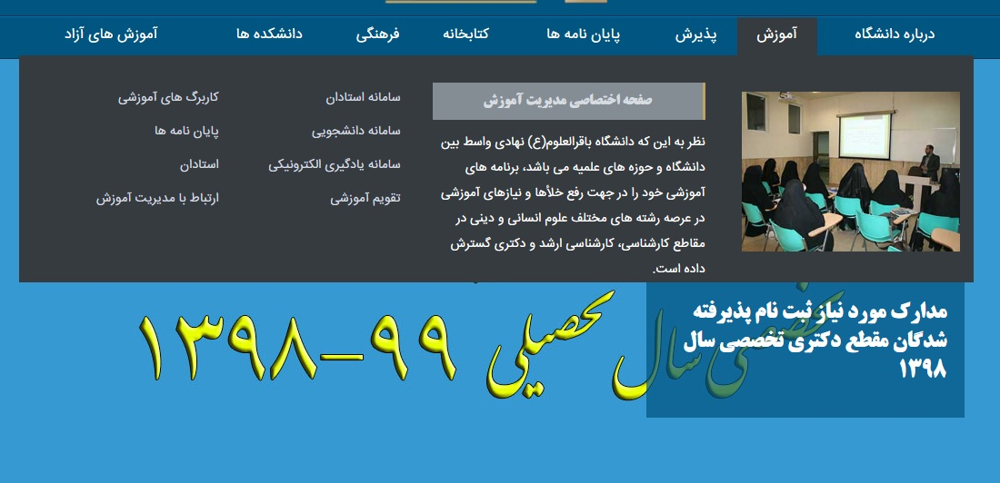 درباره دانشگاه
آموزش
پذیرش
پایان نامه ها
کتابخانه
فرهنگی
دانشکده ها
آموزش های آزاد
صفحه اختصاصی مدیریت آموزش
نظر به این که دانشگاه باقرالعلوم(ع) نهادی واسط بین
دانشگاه و حوزه های علمیه می باشد، برنامه های
آموزشی خود را در جهت رفع خلأها و نیازهای آموزشی
در عرصه رشته های مختلف علوم انسانی و دینی در
مقاطع کارشناسی، کارشناسی ارشد و دکتری گسترش
داده است.
سامانه استادان
سامانه دانشجویی
سامانه یادگیری الکترونیکی
تقویم آموزشی
کاربرگ های آموزشی
پایان نامه ها
استادان
ارتباط با مدیریت آموزش
مدارک مورد نیاز ثبت نام پذیرفته
شدگان مقطع دکتری تخصصی سال
۱۳۹۸
سال تحصیلی ۹۹-۱۳۹۸